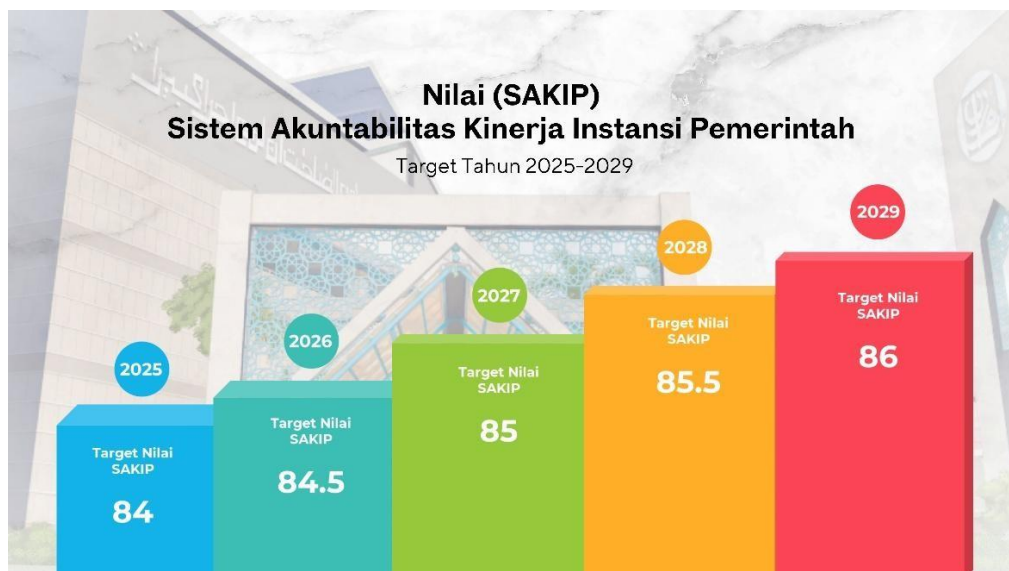 Nilai (SAKIP)
Sistem Akuntabilitas Kinerja Instansi Pemerintah
Target Tahun 2025-2029
2025
Target Nilai
SAKIP
84
2026
Target Nilai
SAKIP
84.5
2027
Target Nilai
SAKIP
85
2028
Target Nilai
SAKIP
85.5
2029
Target Nilai
SAKIP
86